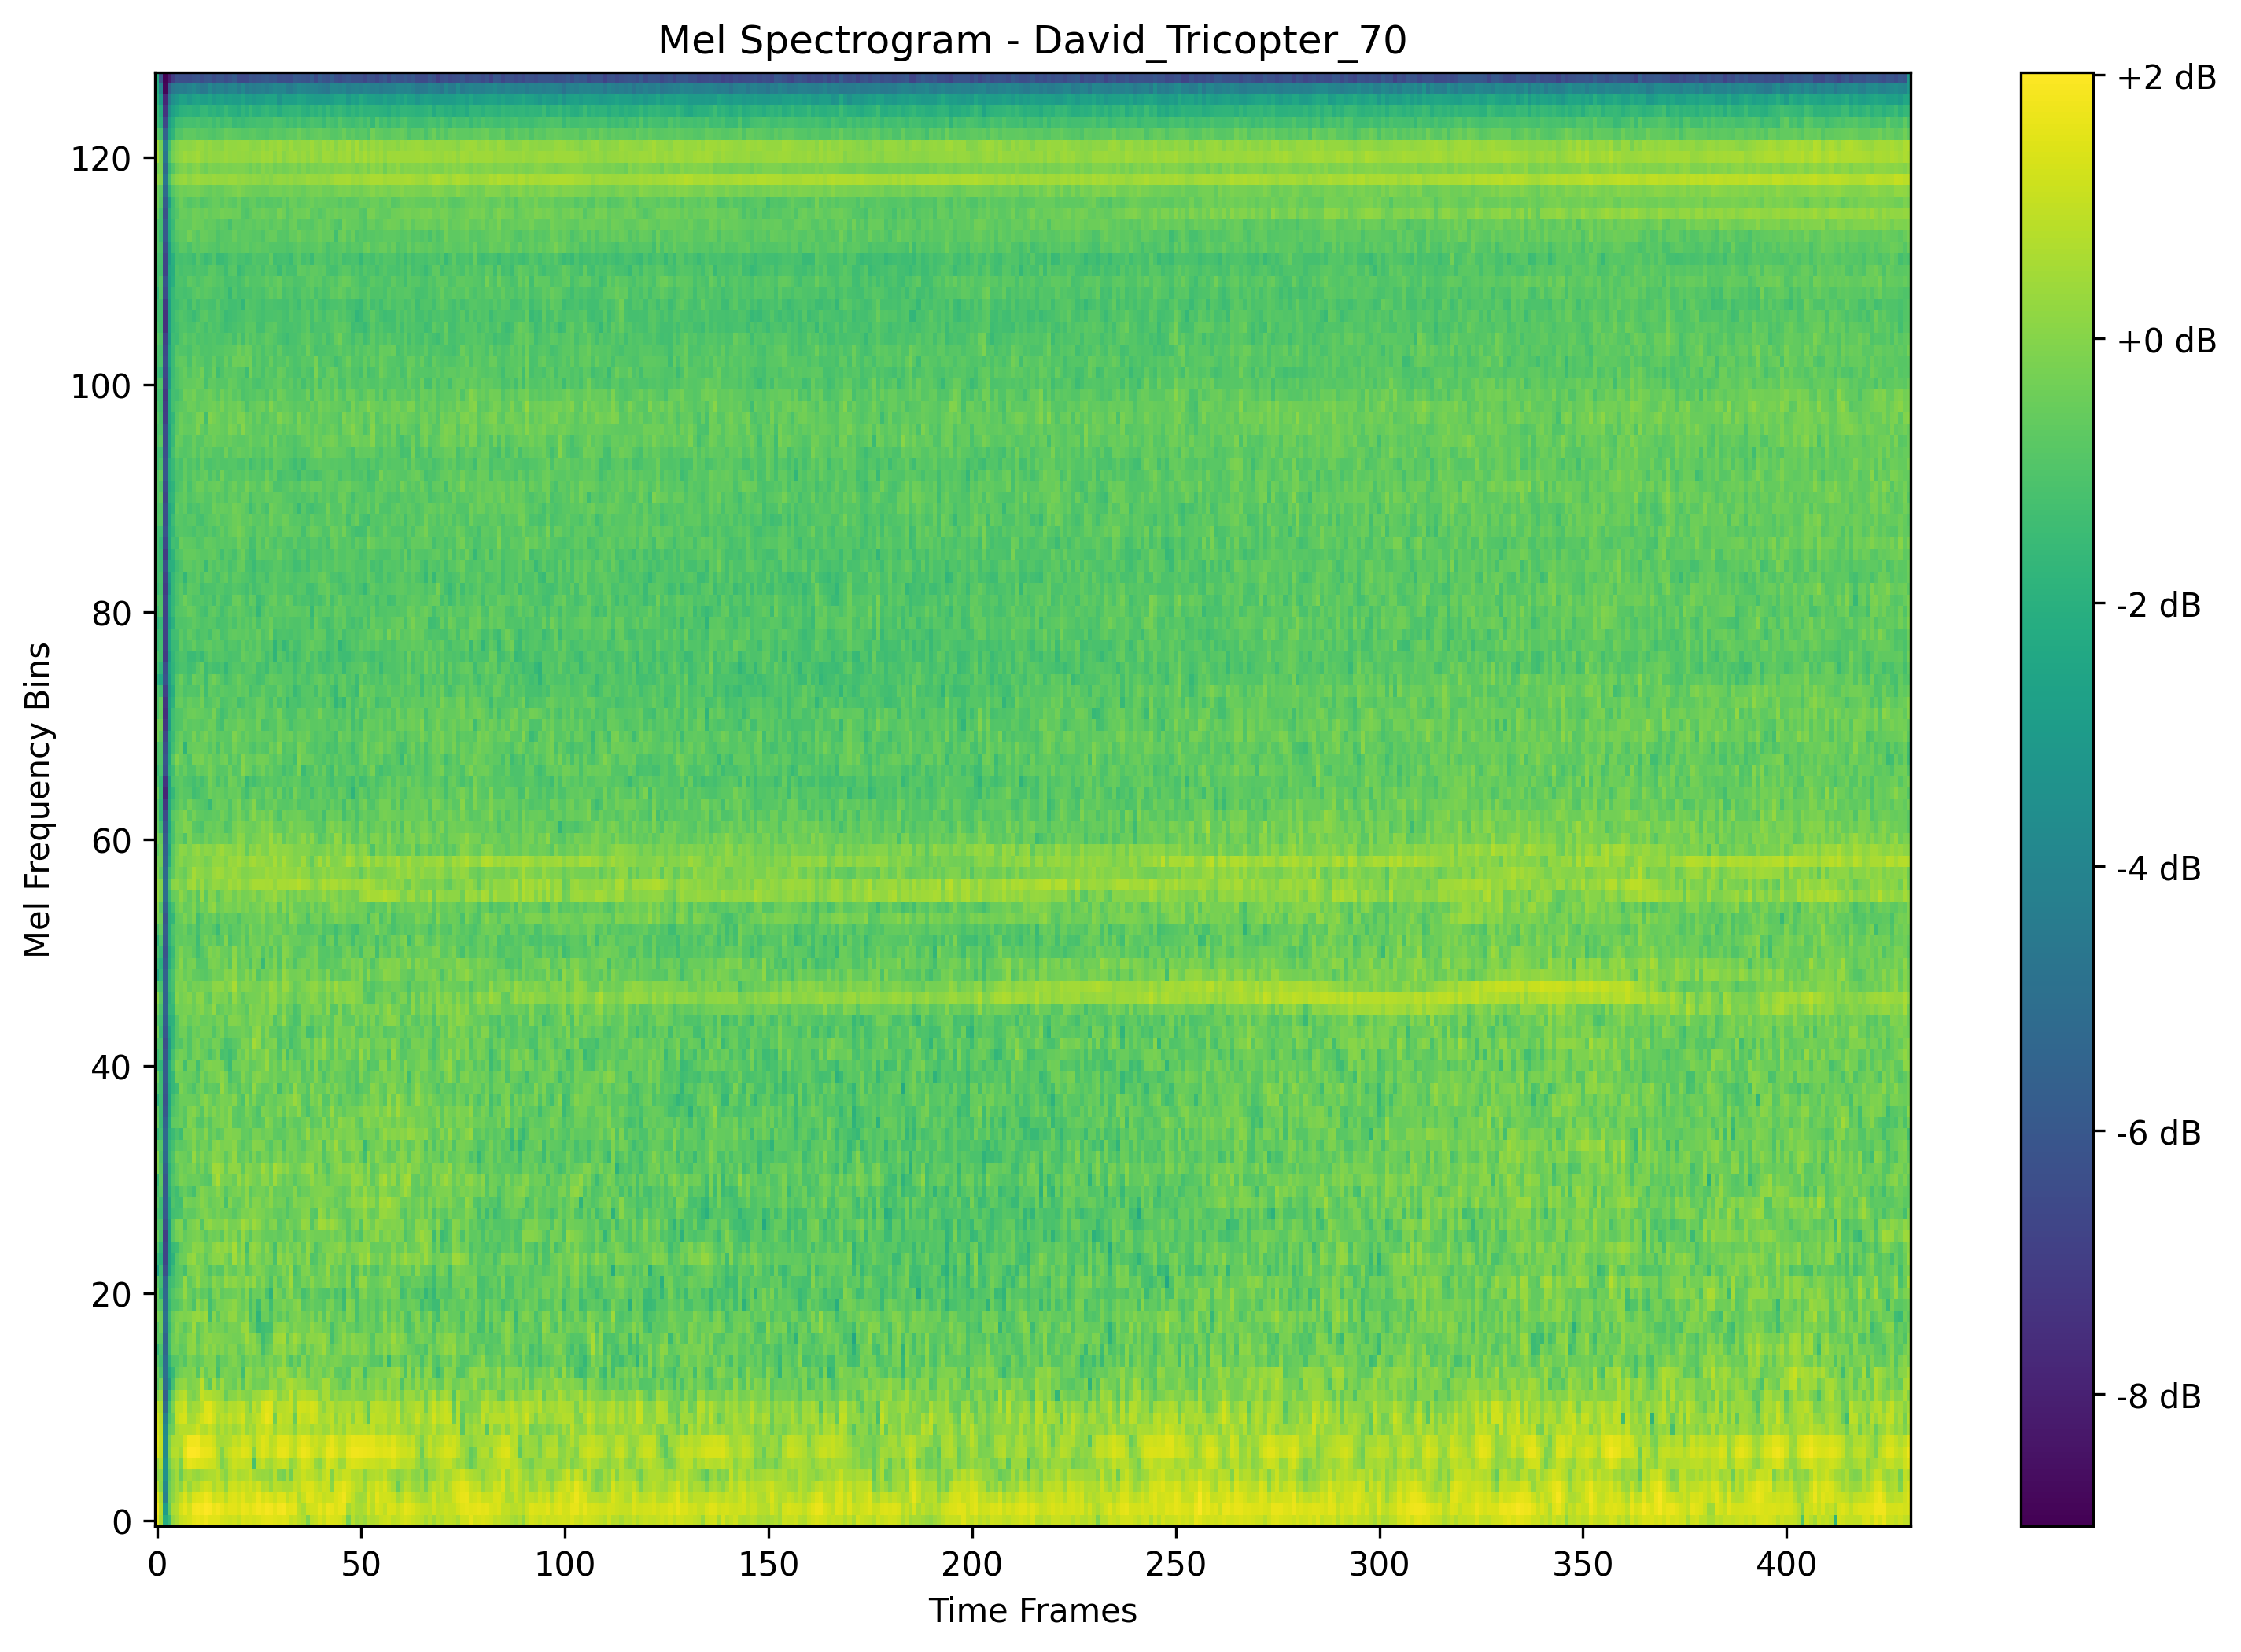 Mel Spectrogram - David_Tricopter_70
Mel Frequency Bins
120
100
80
60
40
20
0
0 50 100 150 200 250 300 350 400
Time Frames
+2 dB
+0 dB
-2 dB
-4 dB
-6 dB
-8 dB